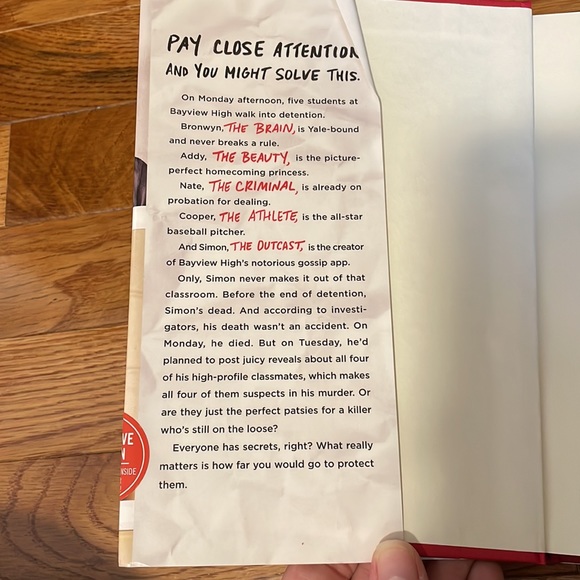 PAY CLOSE ATTENTION
AND YOU MIGHT SOLVE THIS.
On Monday afternoon, five students at
Bayview High walk into detention.
Bronwyn, THE BRAIN, is Yale-bound
and never breaks a rule.
Addy, THE BEAUTY, is the picture-
perfect homecoming princess.
Nate, THE CRIMINAL, is already on
probation for dealing.
Cooper, THE ATHLETE, is the all-star
baseball pitcher.
And Simon, THE OUTCAST, is the creator
of Bayview High's notorious gossip app.
Only, Simon never makes it out of that
classroom. Before the end of detention,
Simon's dead. And according to investi-
gators, his death wasn't an accident. On
Monday, he died. But on Tuesday, he'd
planned to post juicy reveals about all four
of his high-profile classmates, which makes
all four of them suspects in his murder. Or
are they just the perfect patsies for a killer
who's still on the loose?
Everyone has secrets, right? What really
matters is how far you would go to protect
them.